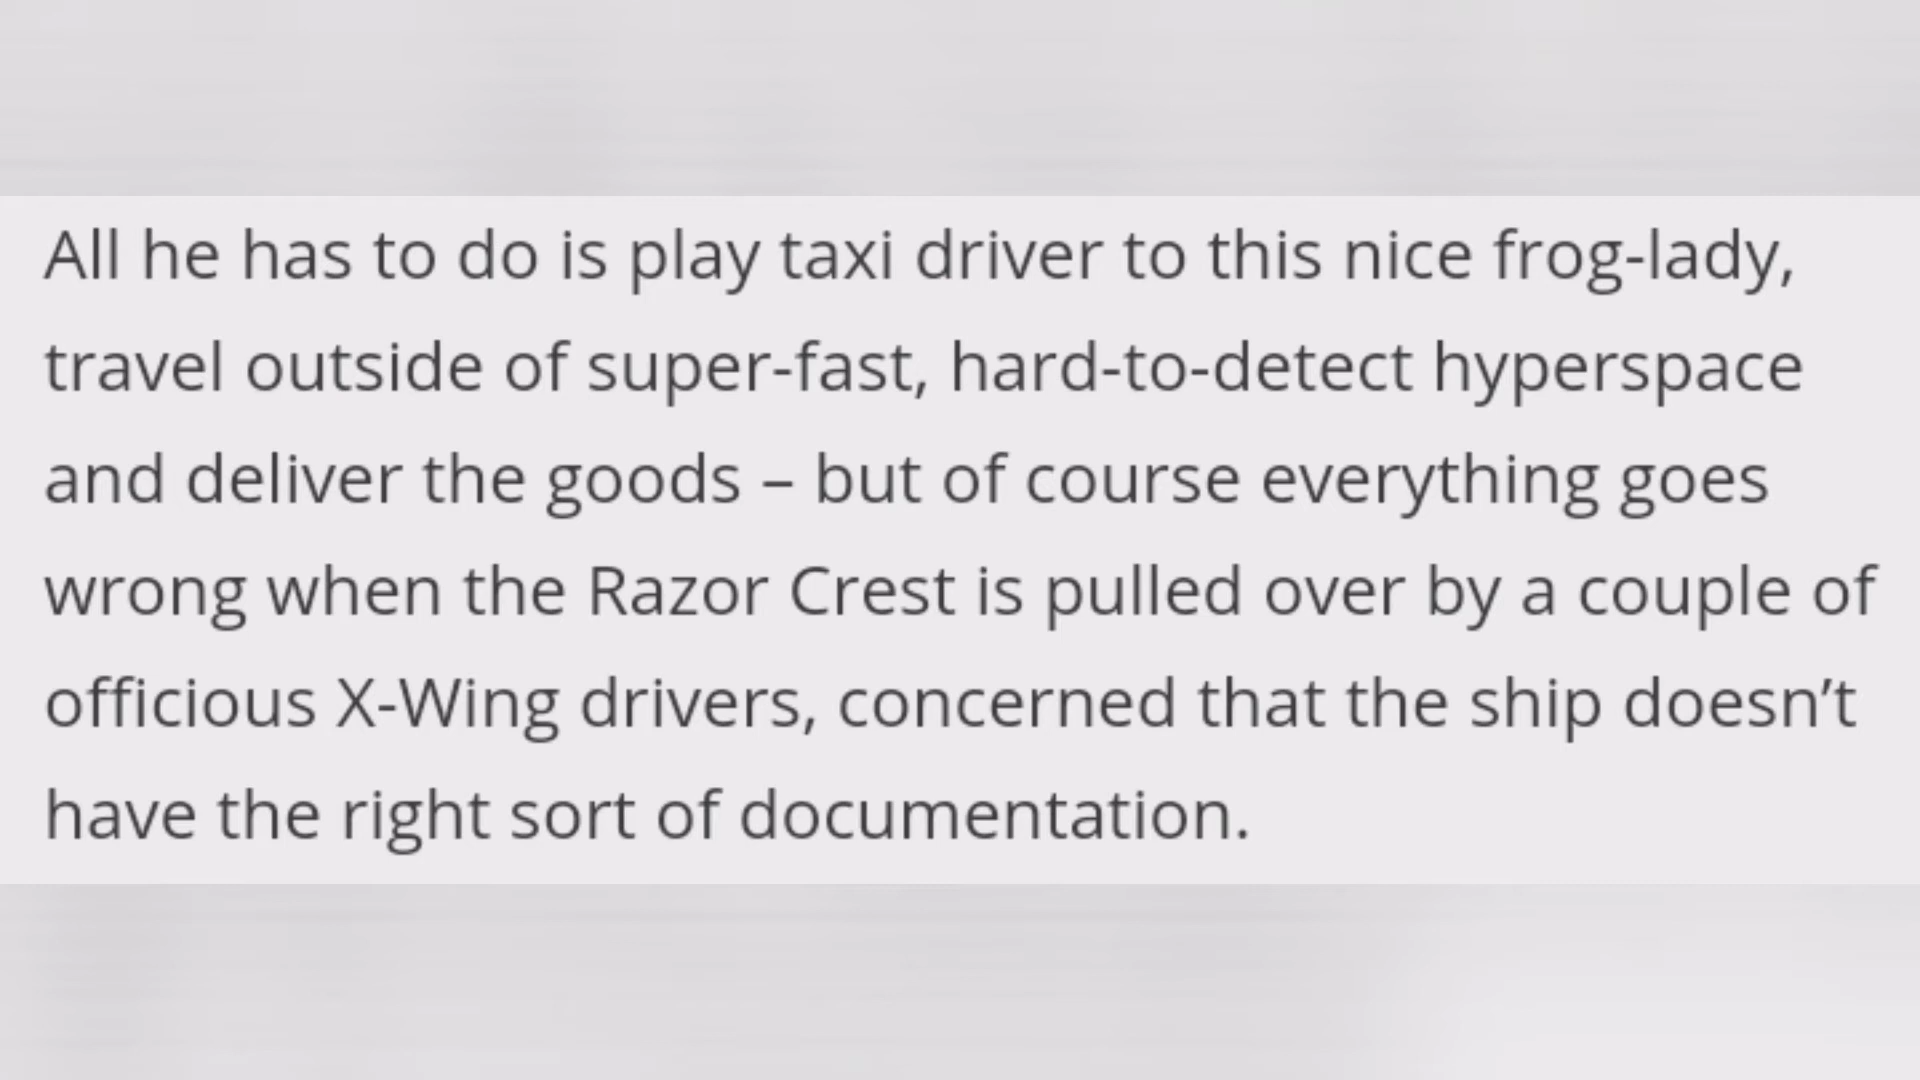 All he has to do is play taxi driver to this nice frog-lady,
travel outside of super-fast, hard-to-detect hyperspace
and deliver the goods – but of course everything goes
wrong when the Razor Crest is pulled over by a couple of
officious X-Wing drivers, concerned that the ship doesn’t
have the right sort of documentation.